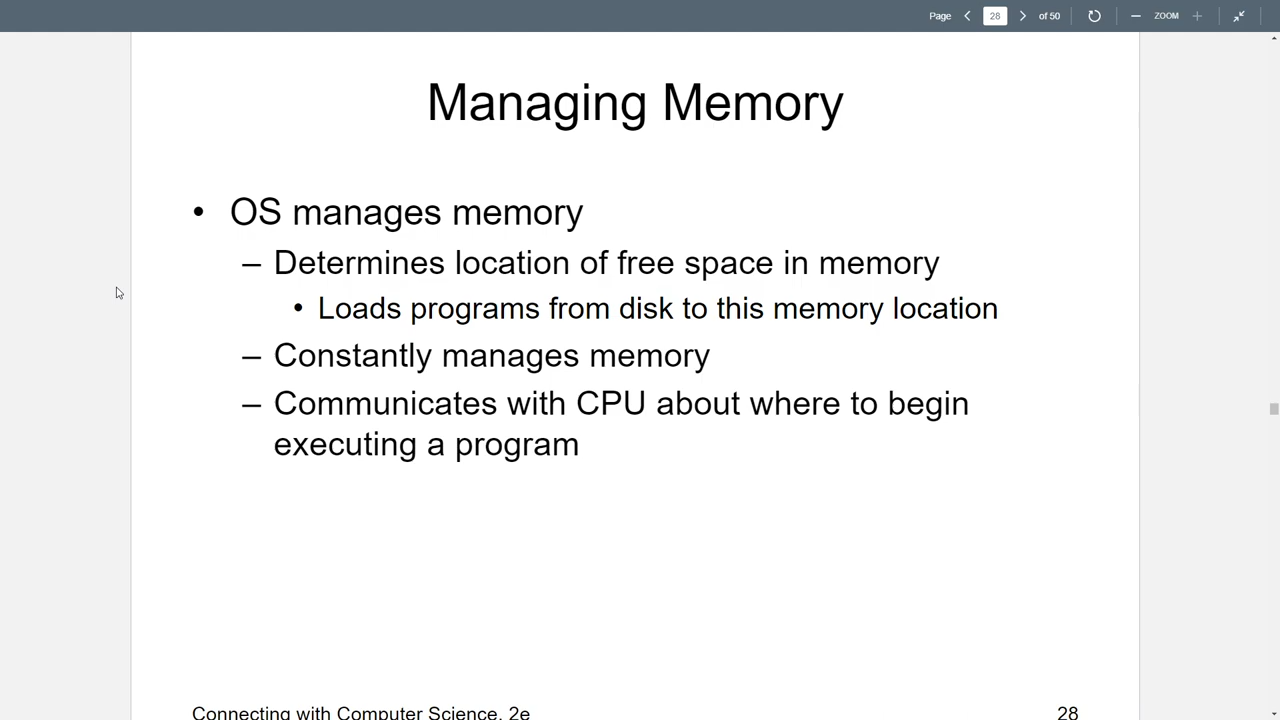 Page 28 of 50 ZOOM
Managing Memory
• OS manages memory
– Determines location of free space in memory
• Loads programs from disk to this memory location
– Constantly manages memory
– Communicates with CPU about where to begin
executing a program
Connecting with Computer Science, 2e 28